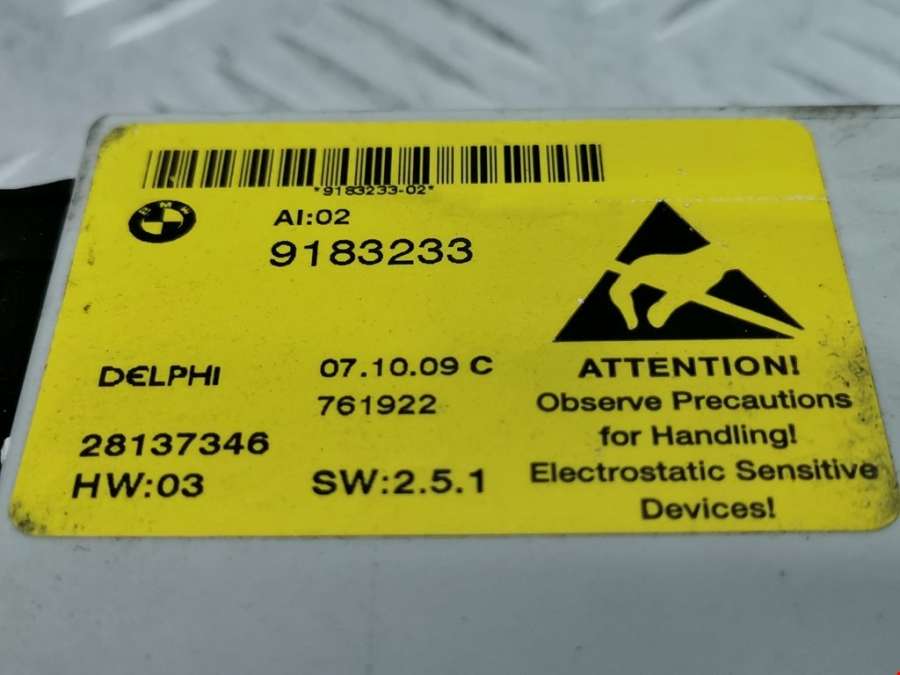 *9183233-02*
BMW
AI:02
9183233
DELPHI
07.10.09 C
761922
28137346
HW:03
SW:2.5.1
ATTENTION!
Observe Precautions
for Handling!
Electrostatic Sensitive
Devices!